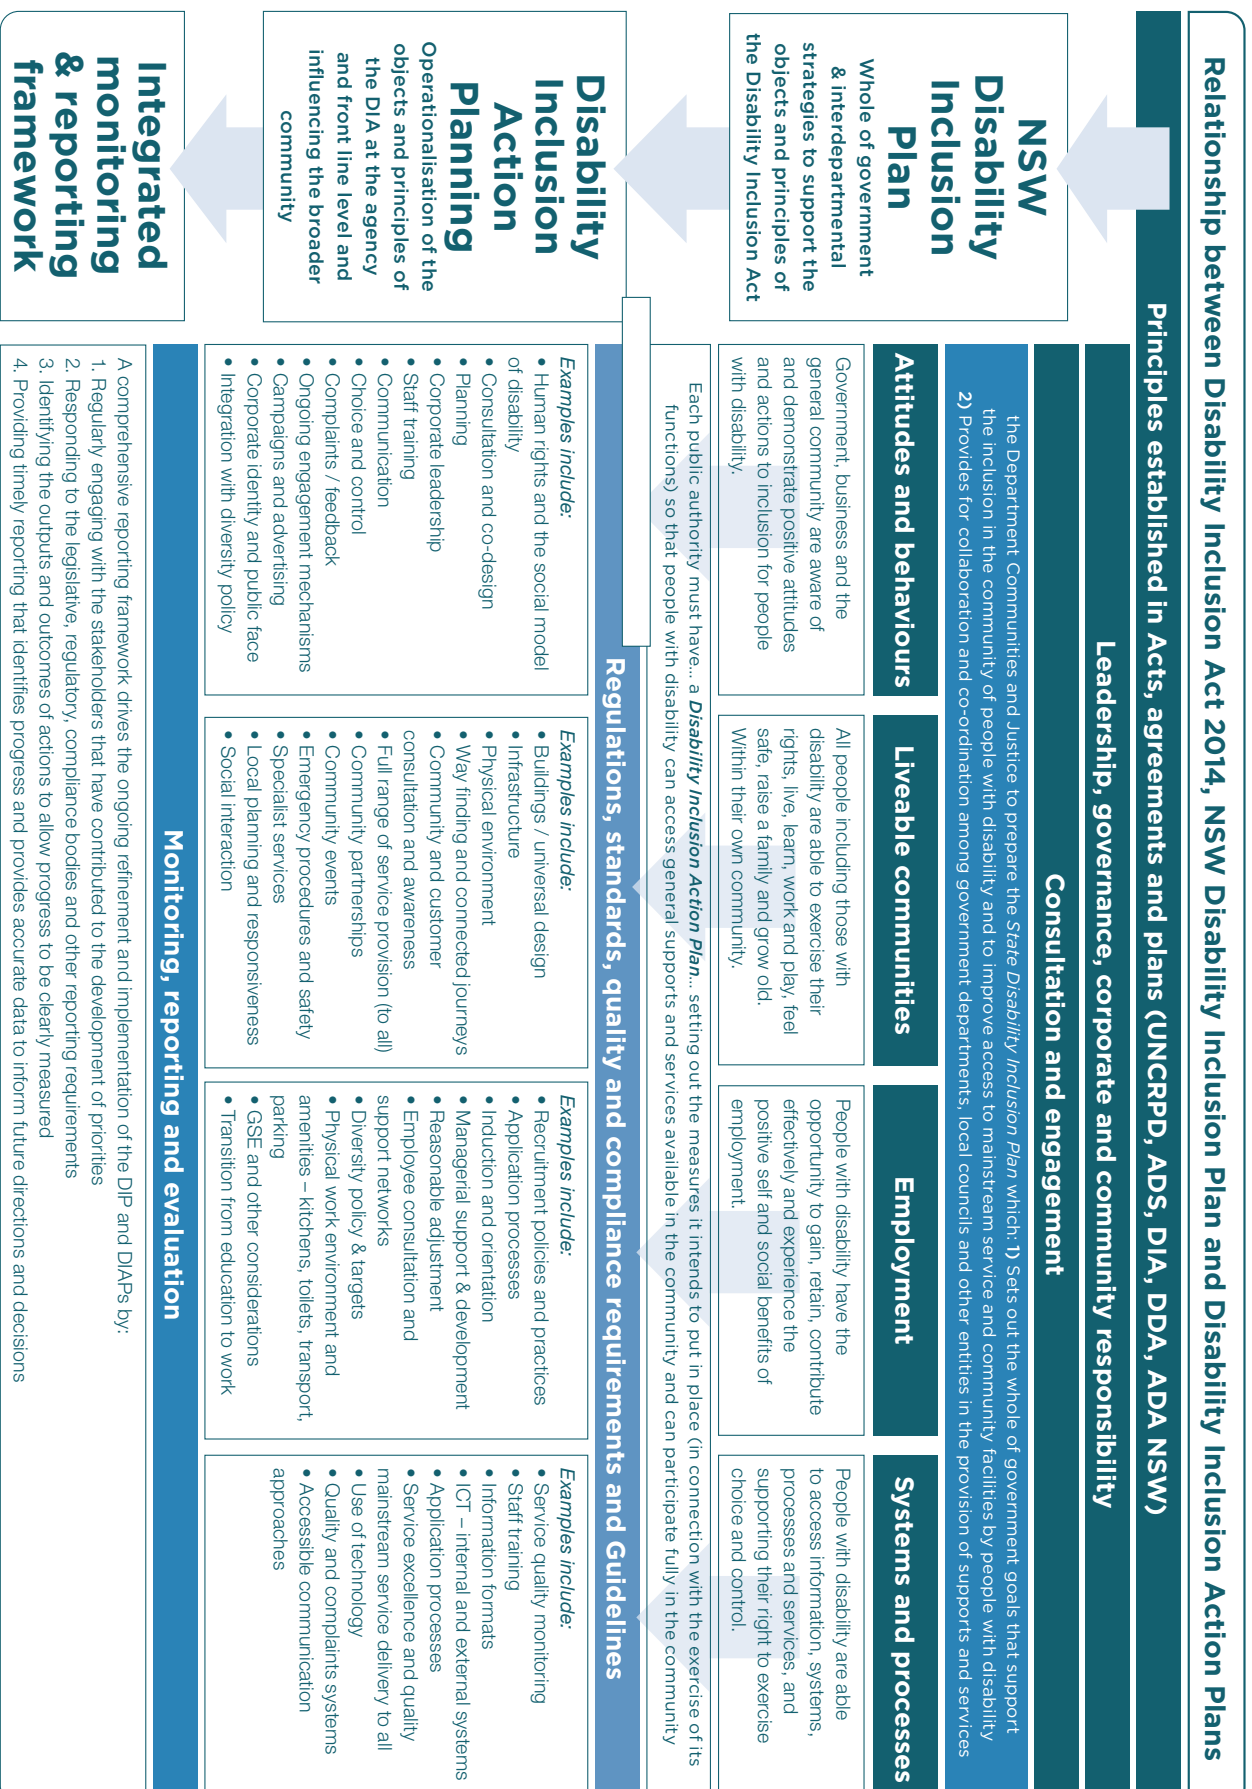 Relationship between Disability Inclusion Act 2014, NSW Disability Inclusion Plan and Disability Inclusion Action Plans
Principles established in Acts, agreements and plans (UNCRPD, ADS, DIA, DDA, ADA NSW)
Leadership, governance, corporate and community responsibility
Consultation and engagement
NSW
Disability
Inclusion
Plan
Whole of government
& interdepartmental
strategies to support the
objects and principles of
the Disability Inclusion Act
the Department Communities and Justice to prepare the State Disability Inclusion Plan which: 1) Sets out the whole of government goals that support
the inclusion in the community of people with disability and to improve access to mainstream service and community facilities by people with disability
2) Provides for collaboration and co-ordination among government departments, local councils and other entities in the provision of supports and services
Attitudes and behaviours
Government, business and the
general community are aware of
and demonstrate positive attitudes
and actions to inclusion for people
with disability.
Liveable communities
All people including those with
disability are able to exercise their
rights, live, learn, work and play, feel
safe, raise a family and grow old.
Within their own community.
Employment
People with disability have the
opportunity to gain, retain, contribute
effectively and experience the
positive self and social benefits of
employment.
Systems and processes
People with disability are able
to access information, systems,
processes and services, and
supporting their right to exercise
choice and control.
Each public authority must have... a Disability Inclusion Action Plan... setting out the measures it intends to put in place (in connection with the exercise of its
functions) so that people with disability can access general supports and services available in the community and can participate fully in the community
Disability
Inclusion
Action
Planning
Operationalisation of the
objects and principles of
the DIA at the agency
and front line level and
influencing the broader
community
Regulations, standards, quality and compliance requirements and Guidelines
Examples include:
• Human rights and the social model
of disability
• Consultation and co-design
• Planning
• Corporate leadership
• Staff training
• Communication
• Choice and control
• Complaints / feedback
• Ongoing engagement mechanisms
• Campaigns and advertising
• Corporate identity and public face
• Integration with diversity policy
Examples include:
• Buildings / universal design
• Infrastructure
• Physical environment
• Way finding and connected journeys
• Community and customer
consultation and awareness
• Full range of service provision (to all)
• Community partnerships
• Community events
• Emergency procedures and safety
• Specialist services
• Local planning and responsiveness
• Social interaction
Examples include:
• Recruitment policies and practices
• Application processes
• Induction and orientation
• Managerial support & development
• Reasonable adjustment
• Employee consultation and
support networks
• Diversity policy & targets
• Physical work environment and
amenities – kitchens, toilets, transport,
parking
• GSE and other considerations
• Transition from education to work
Examples include:
• Service quality monitoring
• Staff training
• Information formats
• ICT – internal and external systems
• Application processes
• Service excellence and quality
mainstream service delivery to all
• Use of technology
• Quality and complaints systems
• Accessible communication
approaches
Integrated
monitoring
& reporting
framework
Monitoring, reporting and evaluation
A comprehensive reporting framework drives the ongoing refinement and implementation of the DIP and DIAPs by:
1. Regularly engaging with the stakeholders that have contributed to the development of priorities
2. Responding to the legislative, regulatory, compliance bodies and other reporting requirements
3. Identifying the outputs and outcomes of actions to allow progress to be clearly measured
4. Providing timely reporting that identifies progress and provides accurate data to inform future directions and decisions